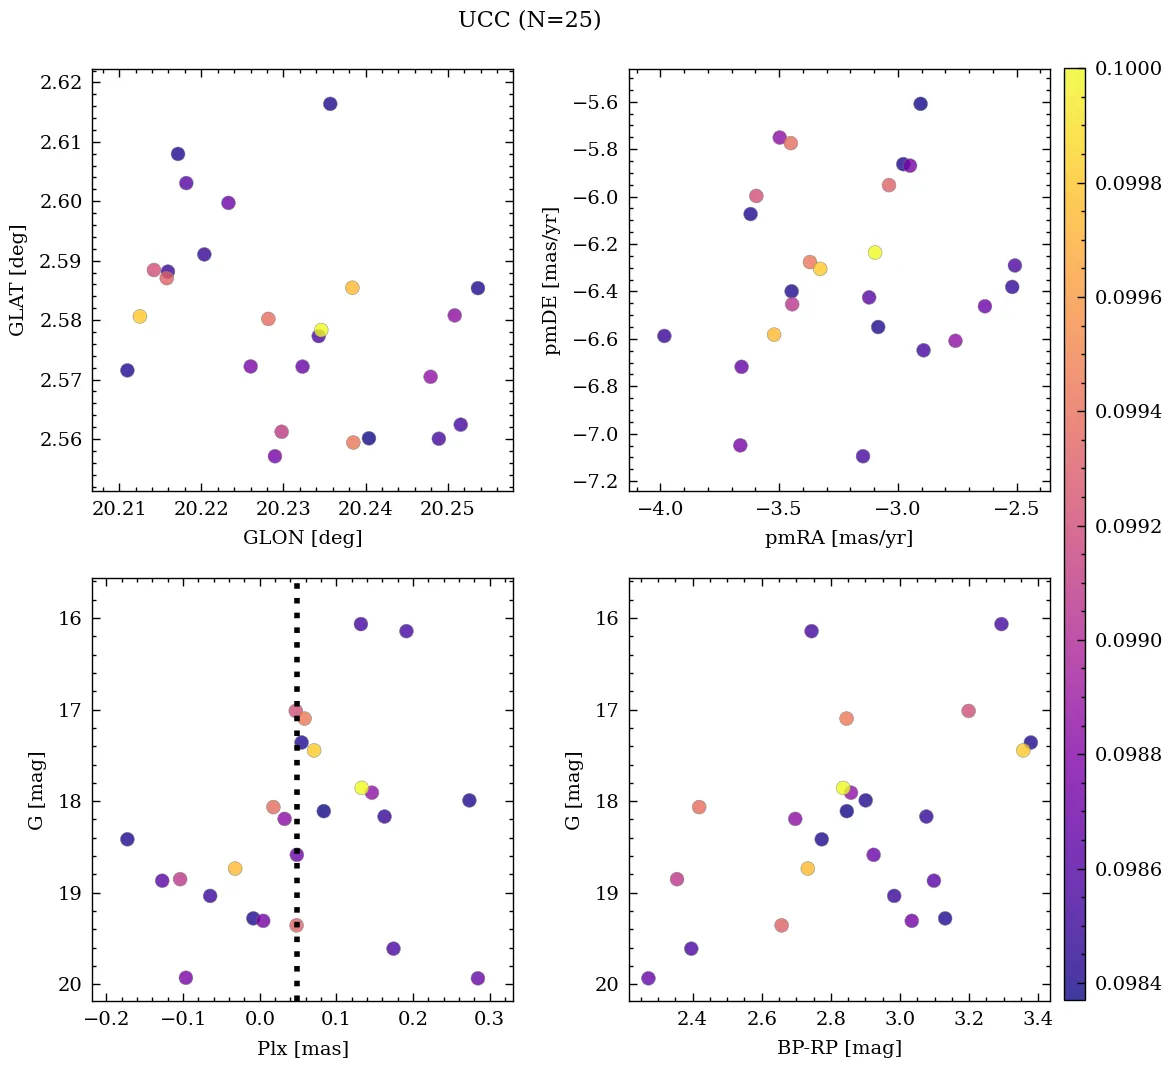 UCC (N=25)
2.62
2.61
2.60
2.59
2.58
2.57
2.56
GLAT [deg]
20.21 20.22 20.23 20.24 20.25
GLON [deg]
−5.6
−5.8
−6.0
−6.2
−6.4
−6.6
−6.8
−7.0
−7.2
pmDE [mas/yr]
−4.0 −3.5 −3.0 −2.5
pmRA [mas/yr]
16
17
18
19
20
G [mag]
−0.2 −0.1 0.0 0.1 0.2 0.3
Plx [mas]
16
17
18
19
20
G [mag]
2.4 2.6 2.8 3.0 3.2 3.4
BP-RP [mag]
0.1000
0.0998
0.0996
0.0994
0.0992
0.0990
0.0988
0.0986
0.0984